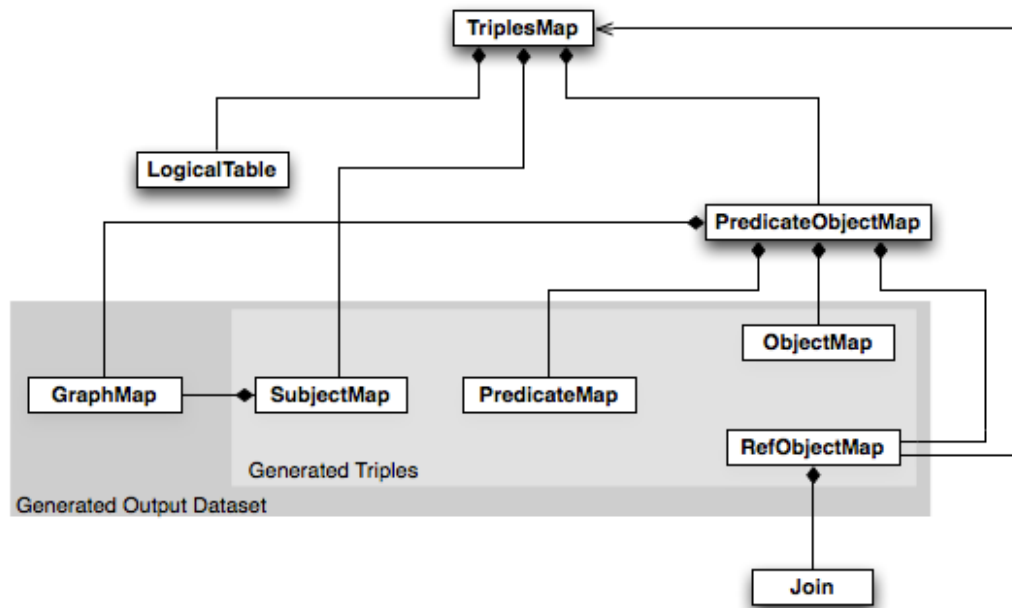 TriplesMap
LogicalTable
PredicateObjectMap
ObjectMap
GraphMap
SubjectMap
PredicateMap
RefObjectMap
Generated Triples
Generated Output Dataset
Join